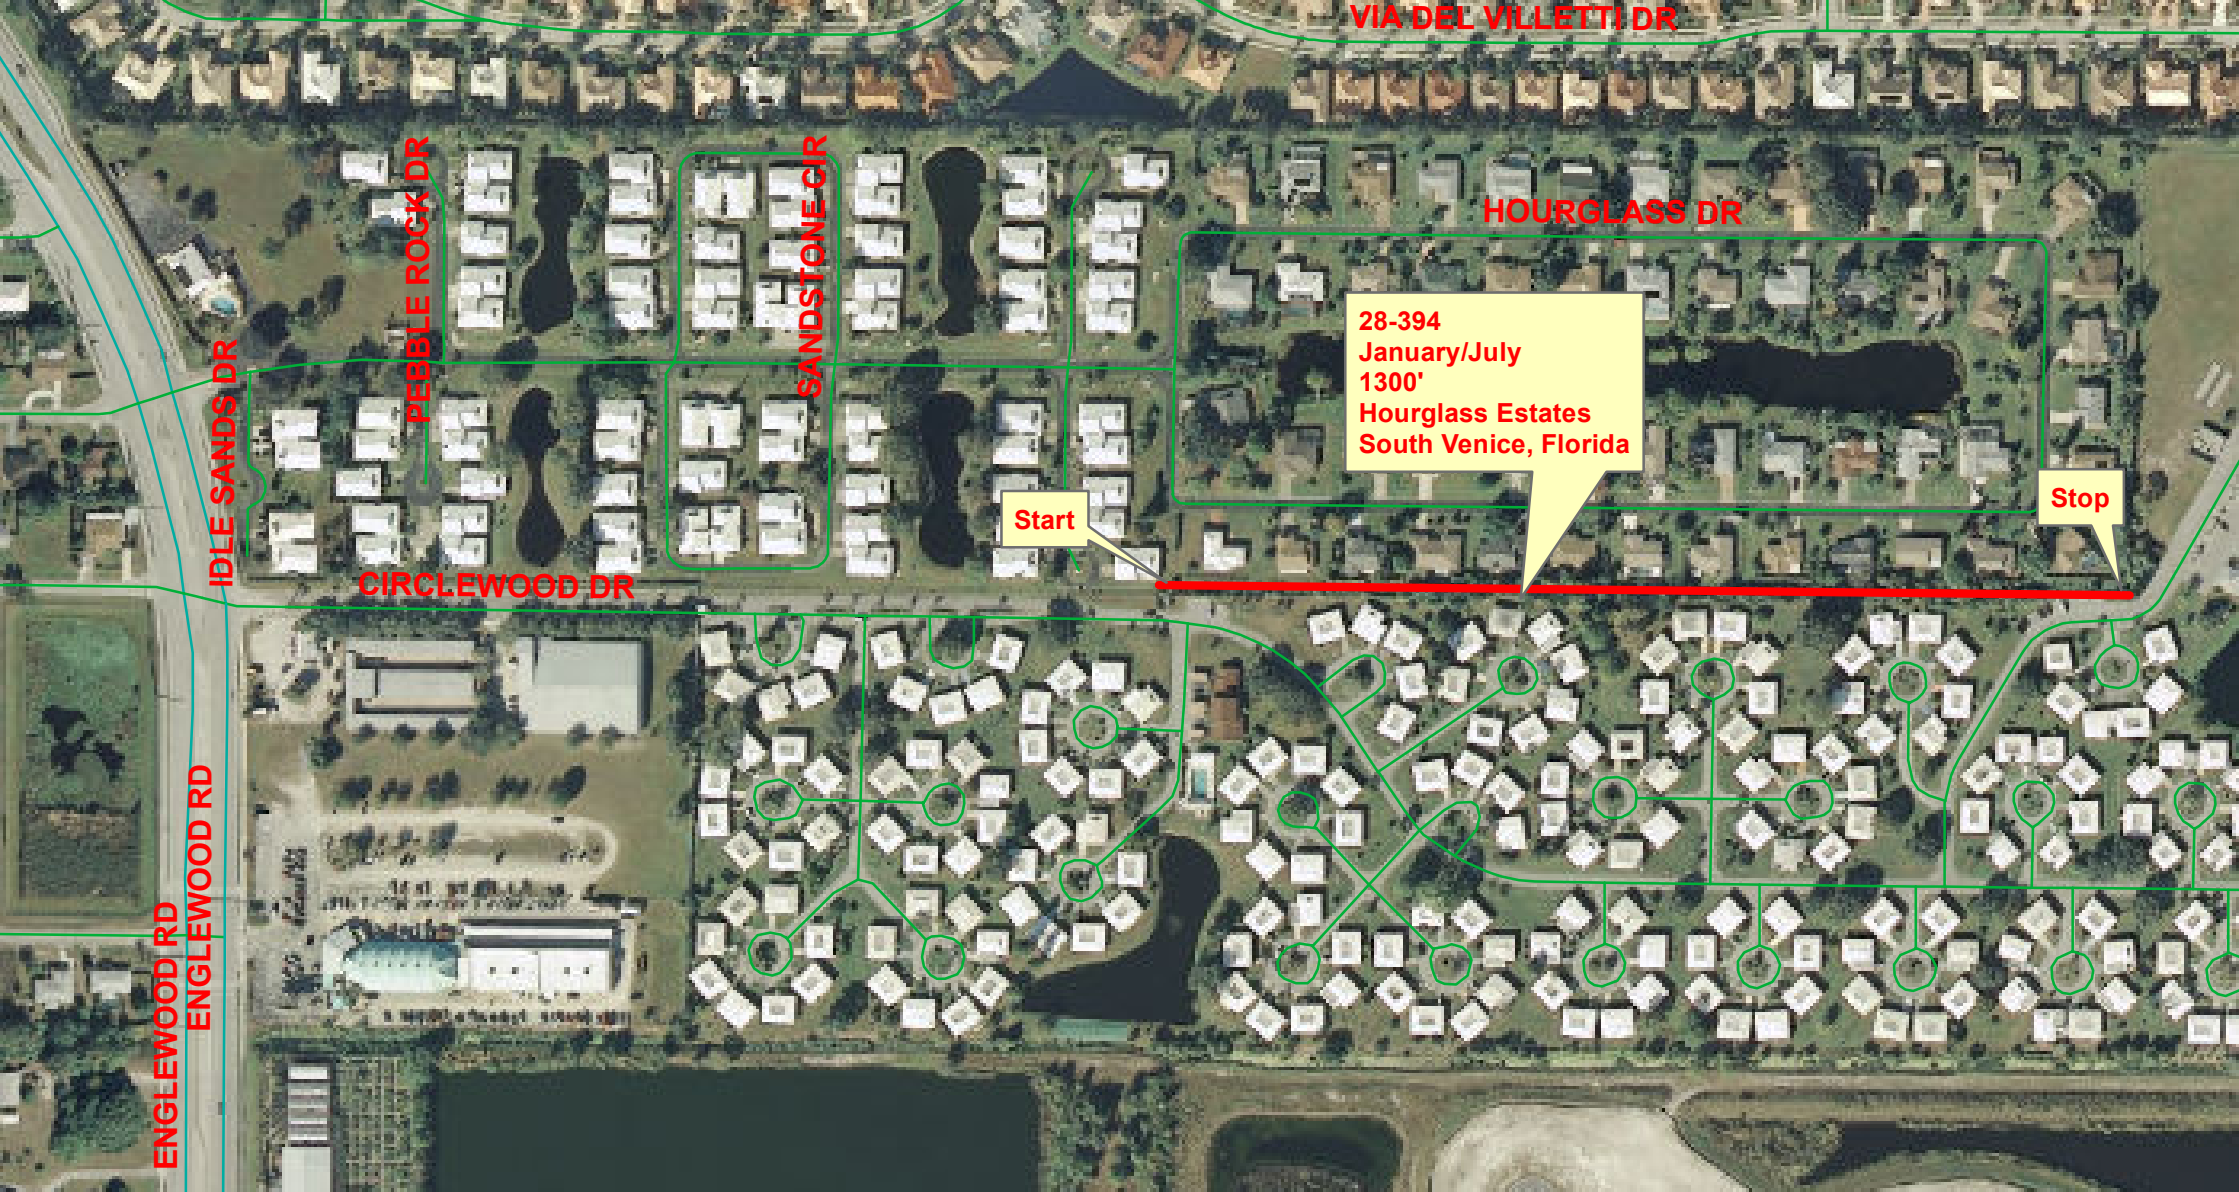 VIA DEL VILLETTI DR
PEBBLE ROCK DR
SANDSTONE CIR
HOURGLASS DR
28-394
January/July
1300'
Hourglass Estates
South Venice, Florida
IDLE SANDS DR
Start
Stop
CIRCLEWOOD DR
ENGLEWOOD RD
ENGLEWOOD RD